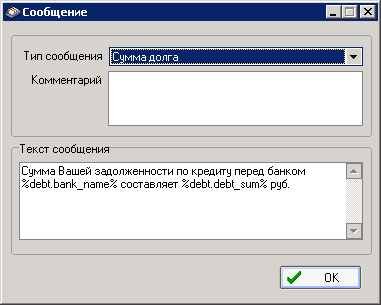 Сообщение
Тип сообщения Сумма долга
Комментарий
Текст сообщения
Сумма Вашей задолженности по кредиту перед банком
%debt.bank_name% составляет %debt.debt_sum% руб.
OK